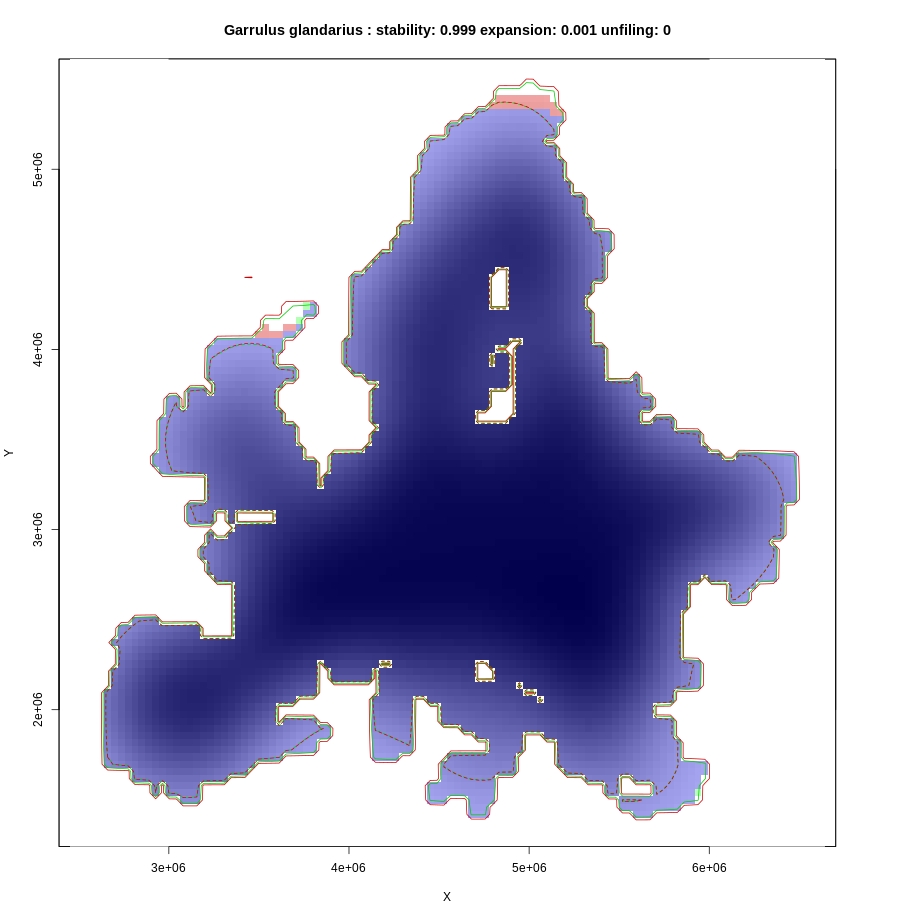 Garrulus glandarius : stability: 0.999 expansion: 0.001 unfiling: 0
5e+06
4e+06
3e+06
2e+06
Y
3e+06 4e+06 5e+06 6e+06
X